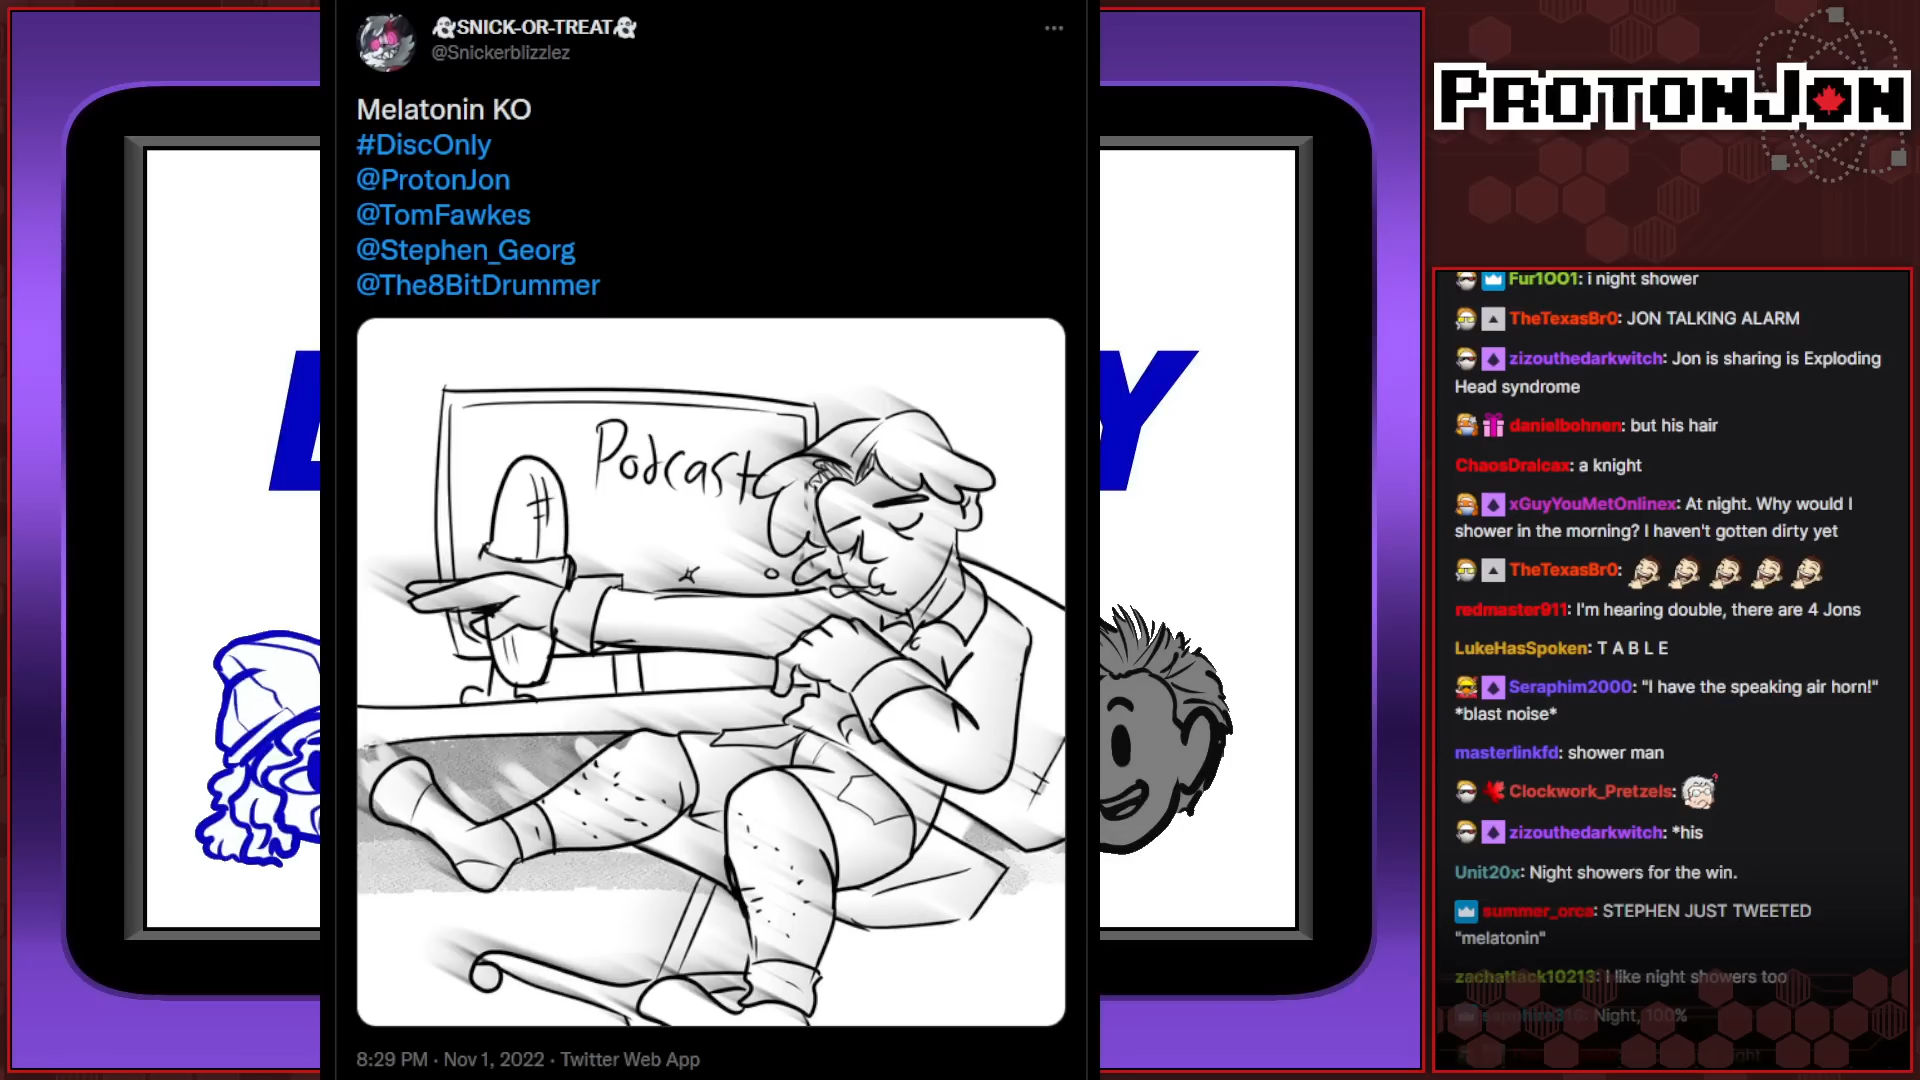 SNICK-OR-TREAT
@Snickerblizzlez
Melatonin KO
#DiscOnly
@ProtonJon
@TomFawkes
@Stephen_Georg
@The8BitDrummer
Podcast
8:29 PM · Nov 1, 2022 · Twitter Web App
Y
PROTONJON
Fur1001: i night shower
TheTexasBr0: JON TALKING ALARM
zizouthedarkwitch: Jon is sharing is Exploding
Head syndrome
danielbohnen: but his hair
ChaosDralcax: a knight
xGuyYouMetOnlinex: At night. Why would I
shower in the morning? I haven't gotten dirty yet
TheTexasBr0:
redmaster911: I'm hearing double, there are 4 Jons
LukeHasSpoken: T A B L E
Seraphim2000: "I have the speaking air horn!"
*blast noise*
masterlinkfd: shower man
Clockwork_Pretzels:
zizouthedarkwitch: *his
Unit20x: Night showers for the win.
summer_orca: STEPHEN JUST TWEETED
"melatonin"
zachattack10213: I like night showers too
Night, 100%